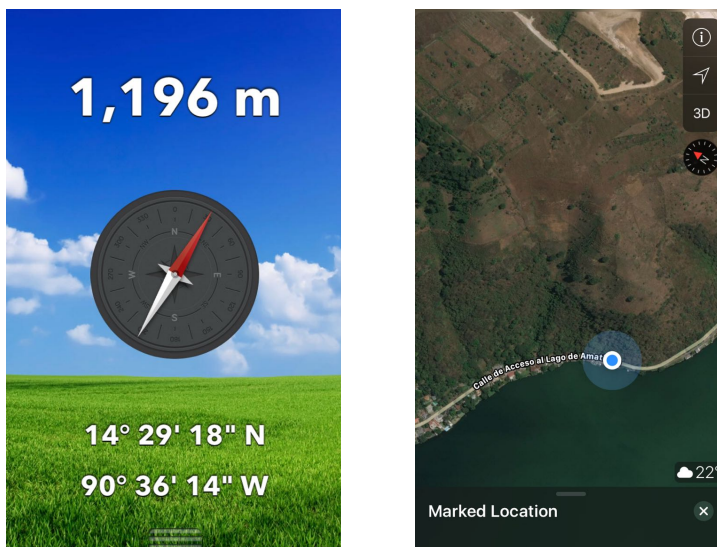 1,196 m
N
W
E
S
14° 29' 18" N
90° 36' 14" W
3D
N
Calle de Acceso al Lago de Amat
22°
Marked Location